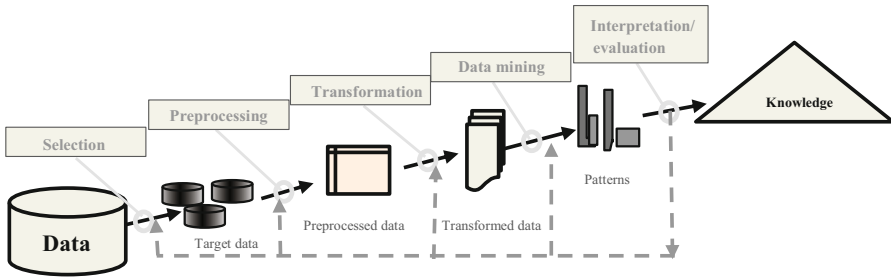 Interpretation/
evaluation
Data mining
Transformation
Preprocessing
Selection
Knowledge
Patterns
Transformed data
Preprocessed data
Target data
Data